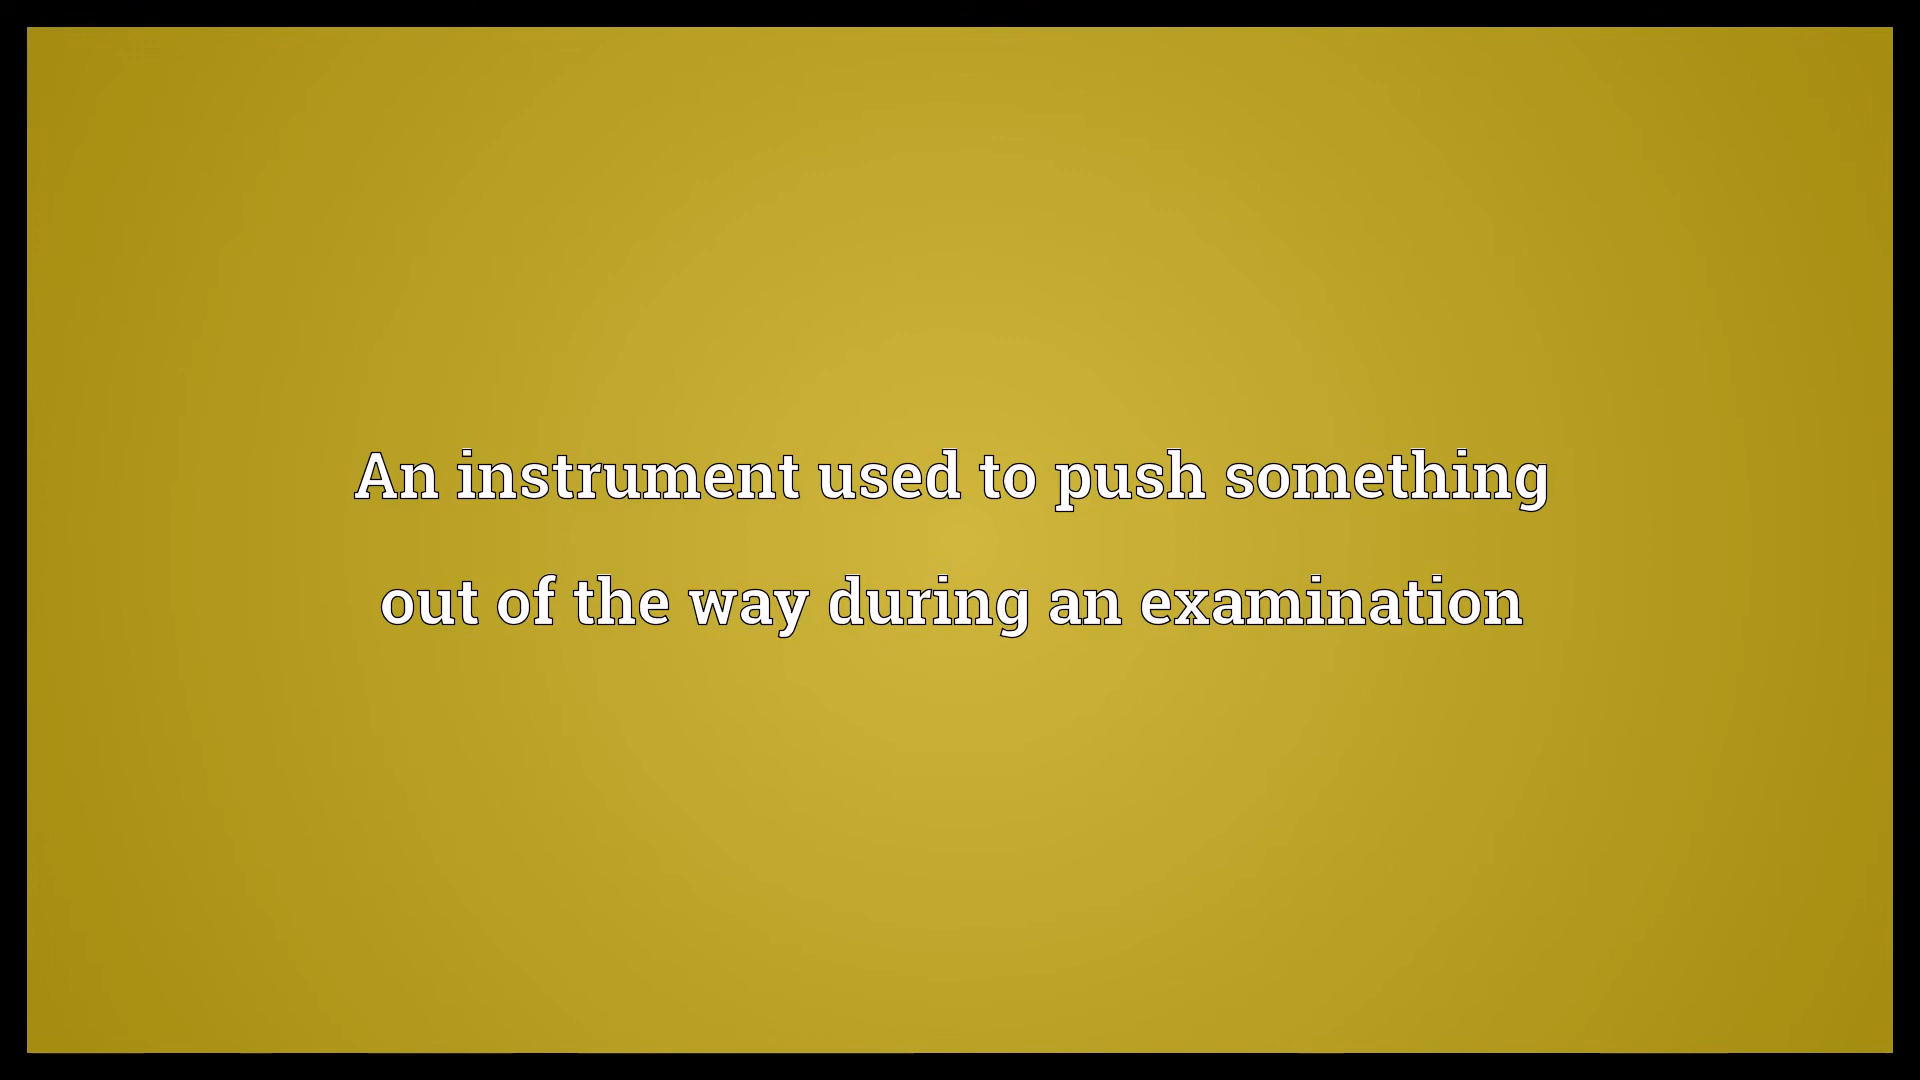 An instrument used to push something
out of the way during an examination